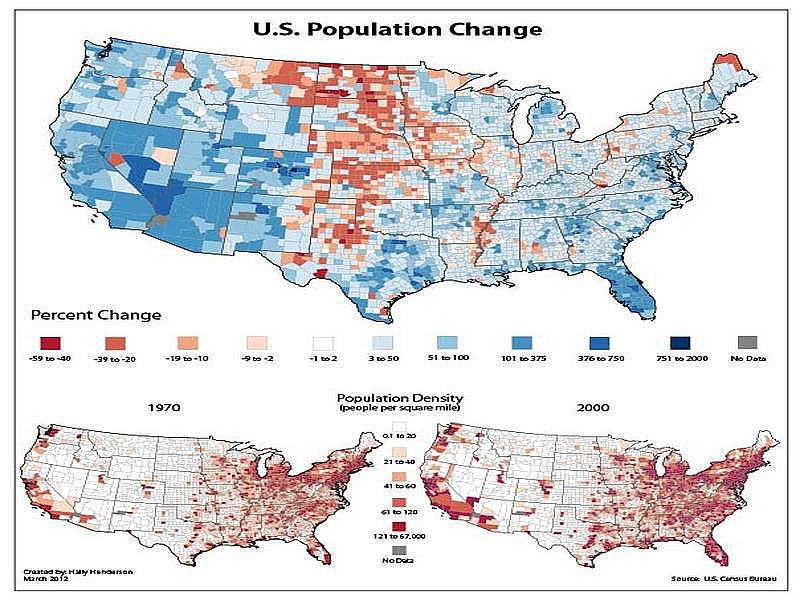 U.S. Population Change
Percent Change
-59 to -40 -39 to -20 -19 to -10 -9 to -2 -1 to 2 3 to 50 51 to 100 101 to 375 376 to 750 751 to 2000 No Data
Population Density
(people per square mile)
1970
2000
0.1 to 20
21 to 40
41 to 60
61 to 120
121 to 67,000
No Data
Created by: Hally Henderson
March 2012
Source: U.S. Census Bureau